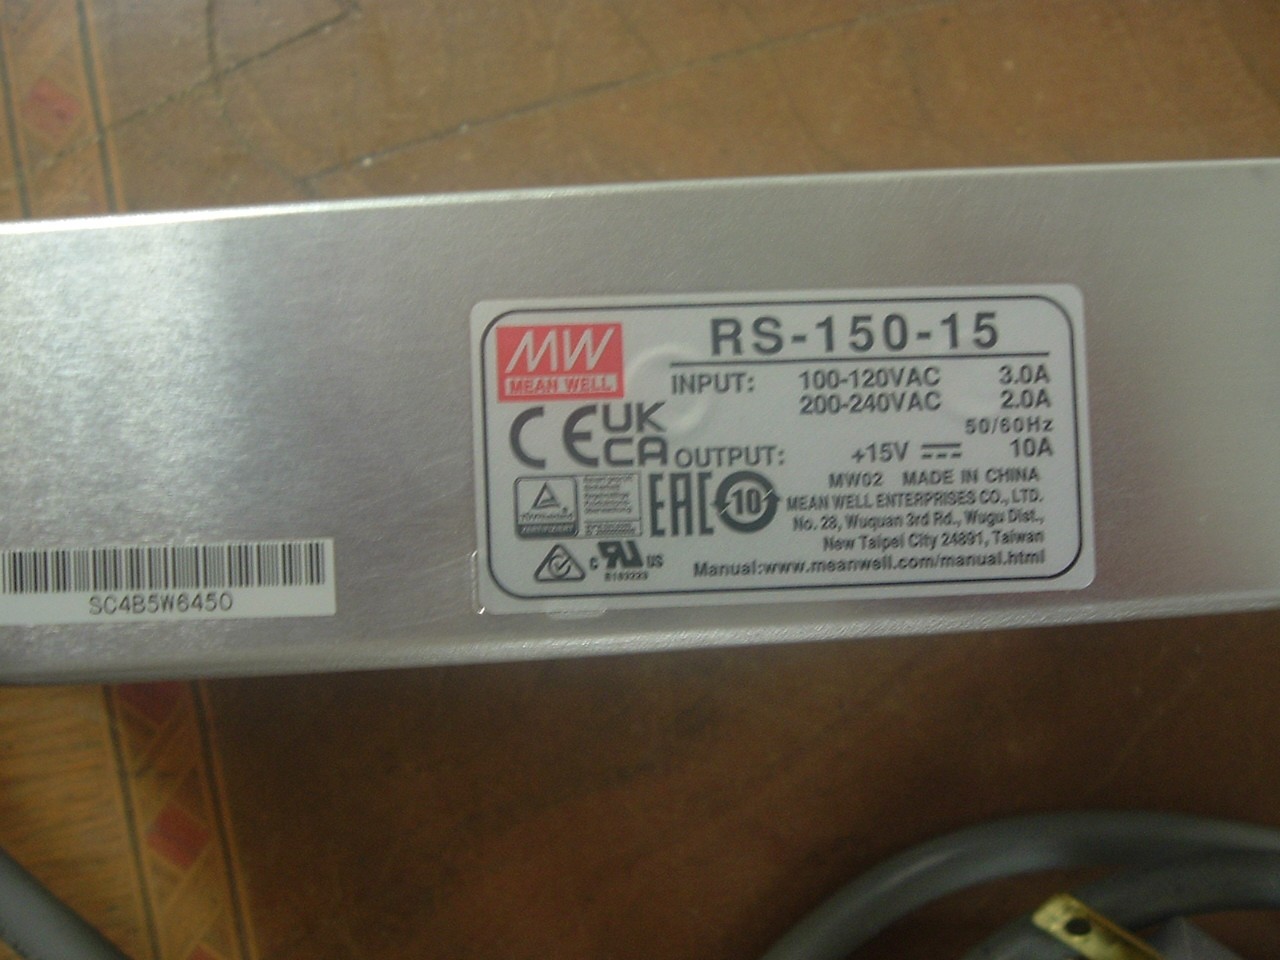 MW
MEAN WELL
RS-150-15
INPUT: 100-120VAC 3.0A
200-240VAC 2.0A
50/60Hz
OUTPUT: +15V 10A
CE UK
CA
EAC 10
MW02 MADE IN CHINA
MEAN WELL ENTERPRISES CO., LTD.
No. 28, Wuquan 3rd Rd., Wugu Dist.,
New Taipei City 24891, Taiwan
Manual:www.meanwell.com/manual.html
c RU US
SC4B5W6450